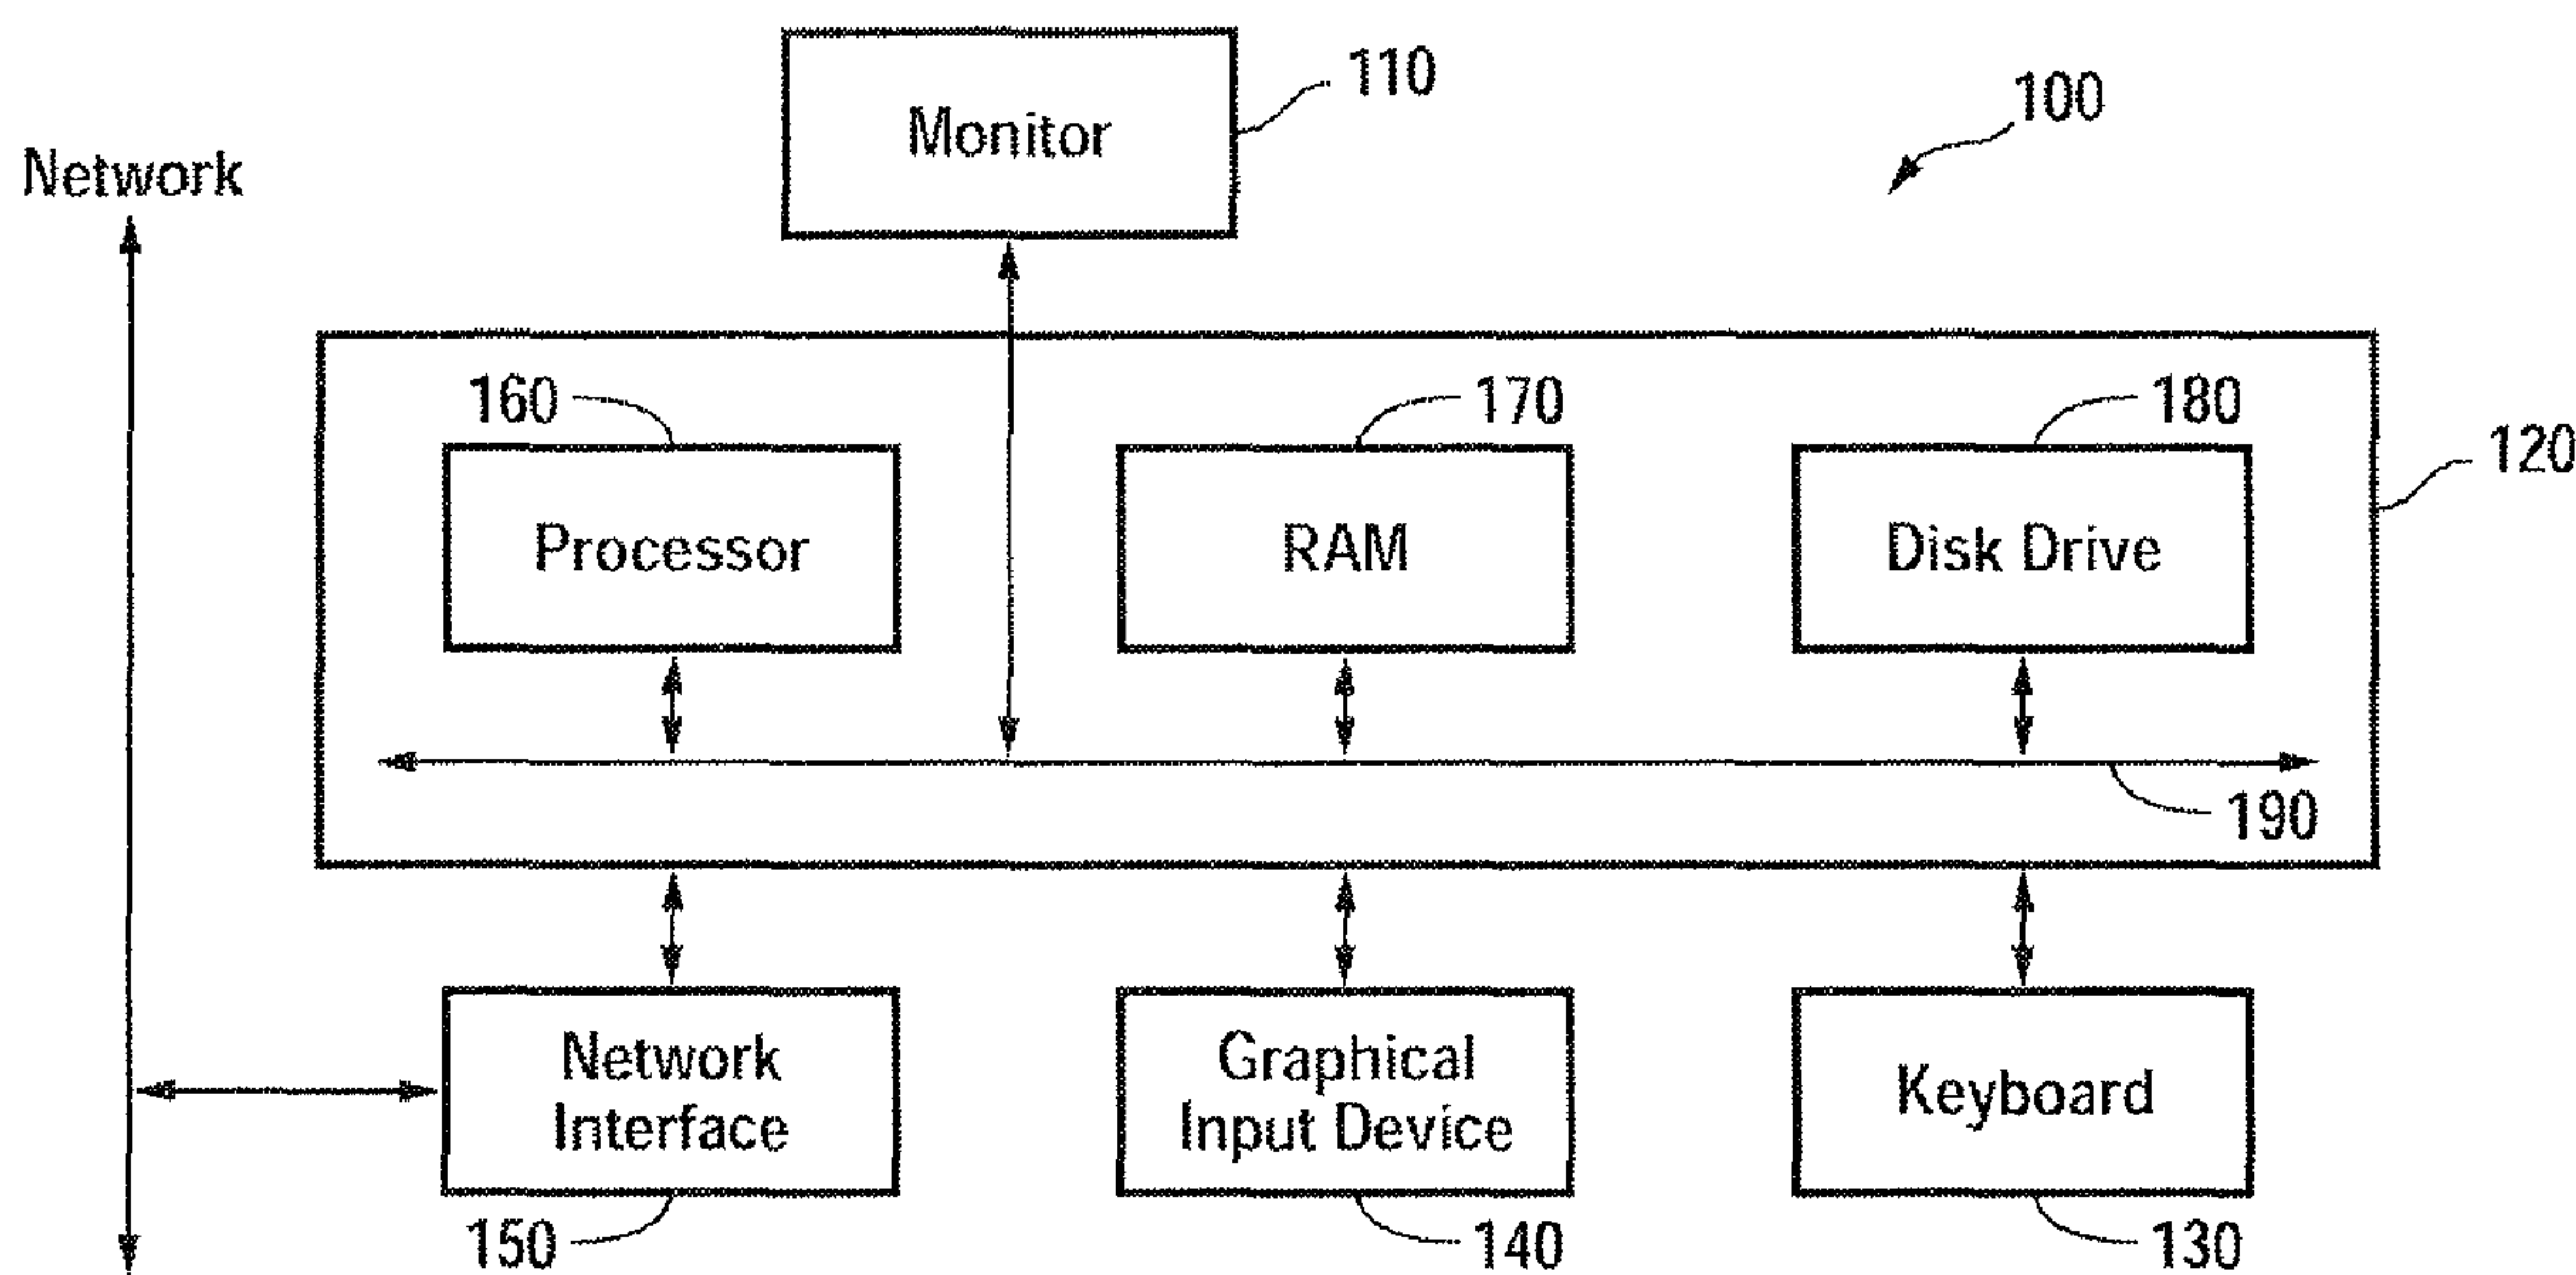 110
100
Monitor
Network
160
170
180
120
Processor
RAM
Disk Drive
190
Network
Interface
Graphical
Input Device
Keyboard
150
140
130